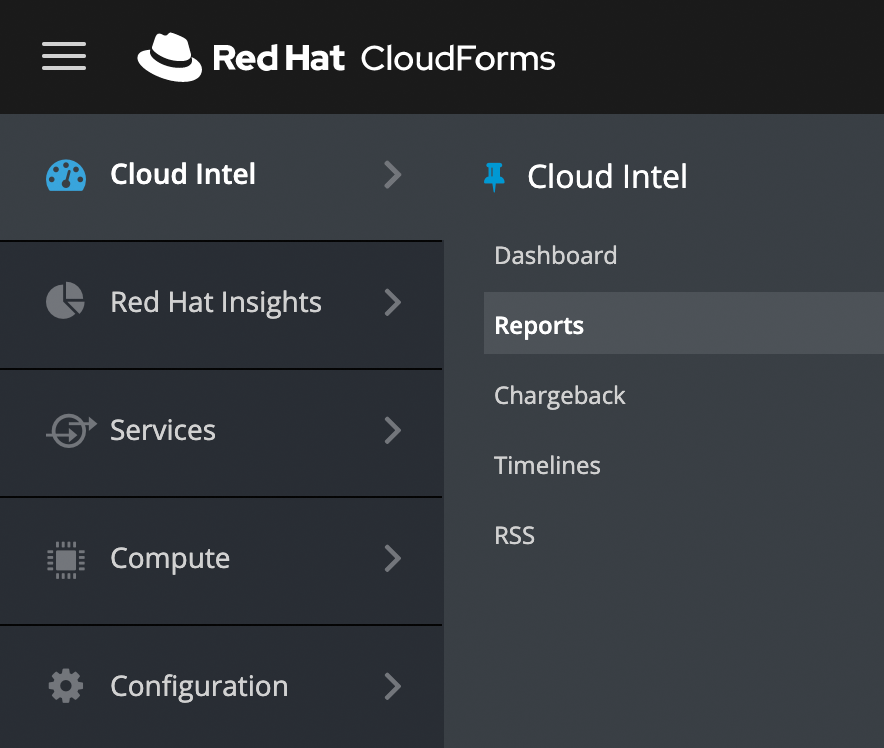 Red Hat CloudForms
Cloud Intel
Red Hat Insights
Services
Compute
Configuration
Cloud Intel
Dashboard
Reports
Chargeback
Timelines
RSS